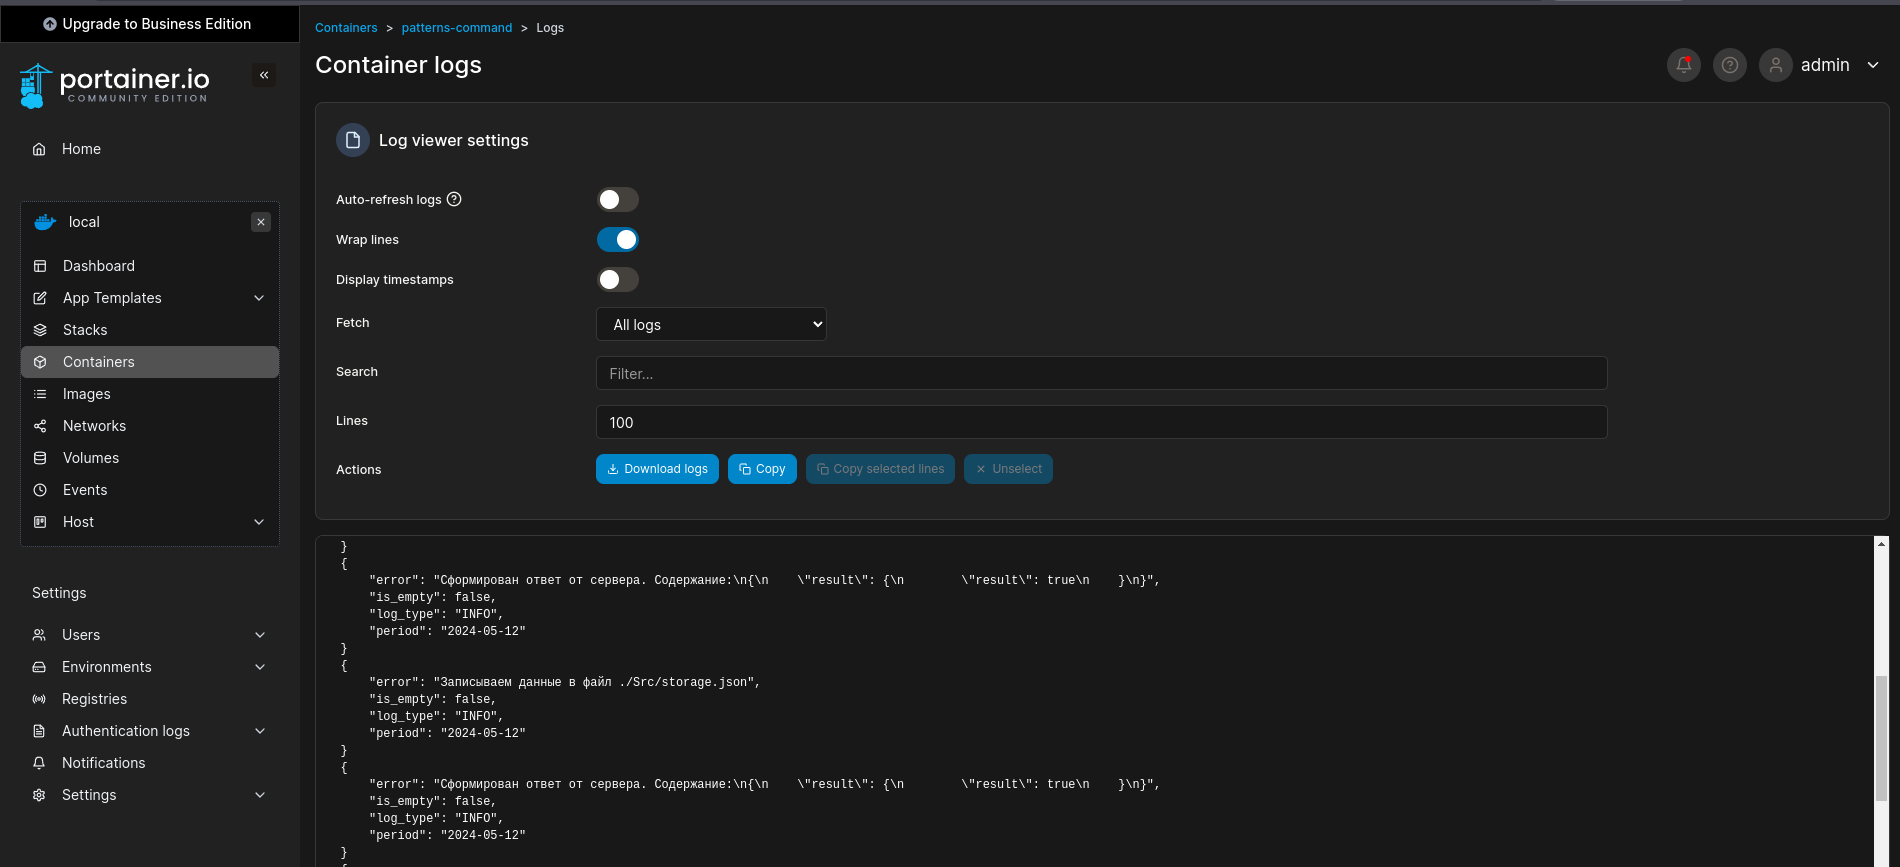 Upgrade to Business Edition
portainer.io
COMMUNITY EDITION
Home
local
Dashboard
App Templates
Stacks
Containers
Images
Networks
Volumes
Events
Host
Settings
Users
Environments
Registries
Authentication logs
Notifications
Settings
Containers > patterns-command > Logs
Container logs
admin
Log viewer settings
Auto-refresh logs
Wrap lines
Display timestamps
Fetch All logs
Search Filter...
Lines 100
Actions Download logs Copy Copy selected lines Unselect
}
{
"error": "Сформирован ответ от сервера. Содержание:\n{\n    \"result\": {\n        \"result\": true\n    }\n}",
"is_empty": false,
"log_type": "INFO",
"period": "2024-05-12"
}
{
"error": "Записываем данные в файл ./Src/storage.json",
"is_empty": false,
"log_type": "INFO",
"period": "2024-05-12"
}
{
"error": "Сформирован ответ от сервера. Содержание:\n{\n    \"result\": {\n        \"result\": true\n    }\n}",
"is_empty": false,
"log_type": "INFO",
"period": "2024-05-12"
}